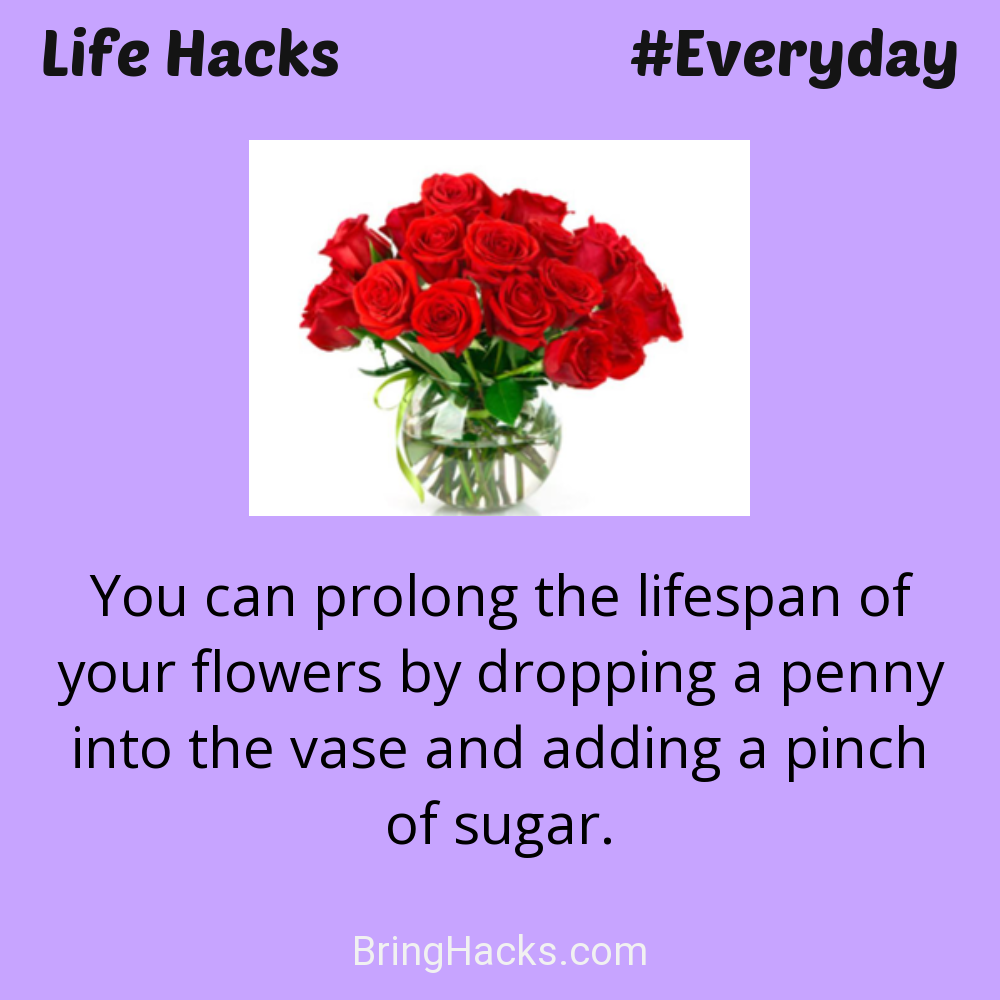 Life Hacks
#Everyday
You can prolong the lifespan of
your flowers by dropping a penny
into the vase and adding a pinch
of sugar.
BringHacks.com